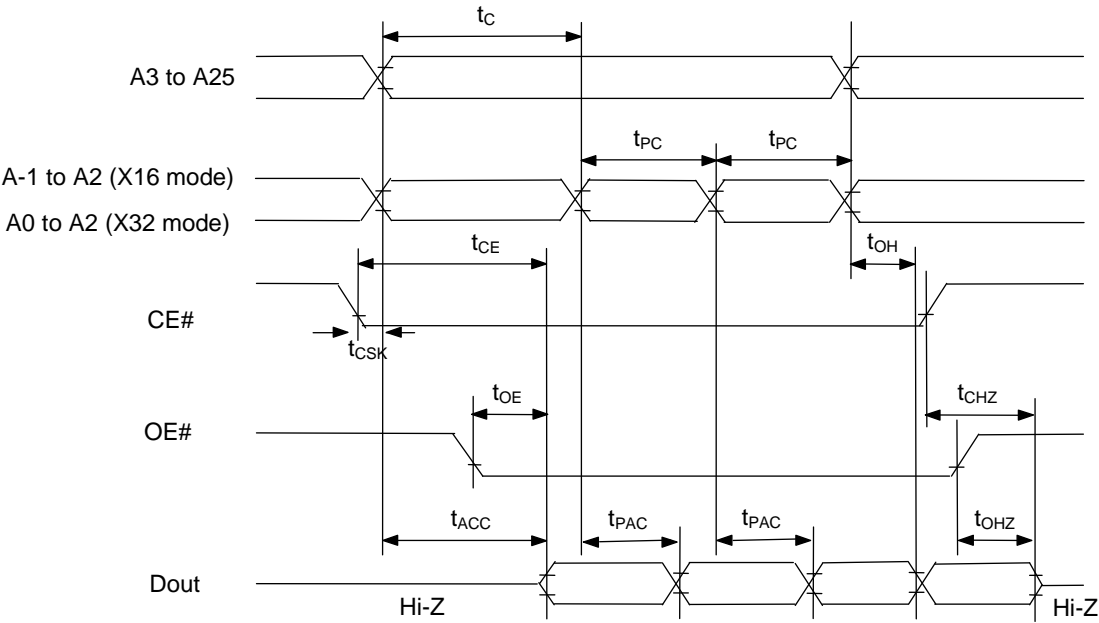 tC
A3 to A25
tPC tPC
A-1 to A2 (X16 mode)
A0 to A2 (X32 mode)
tCE tOH
CE#
tCSK
tOE tCHZ
OE#
tACC tPAC tPAC tOHZ
Dout
Hi-Z Hi-Z